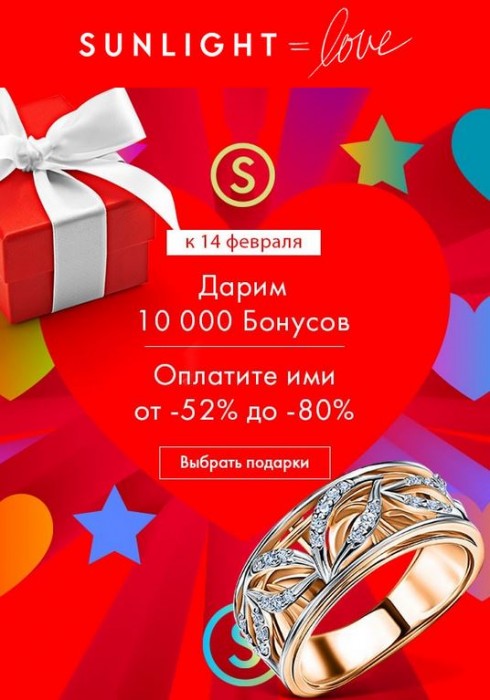 SUNLIGHT = love
S
к 14 февраля
Дарим
10 000 Бонусов
Оплатите ими
от -52% до -80%
Выбрать подарки
S